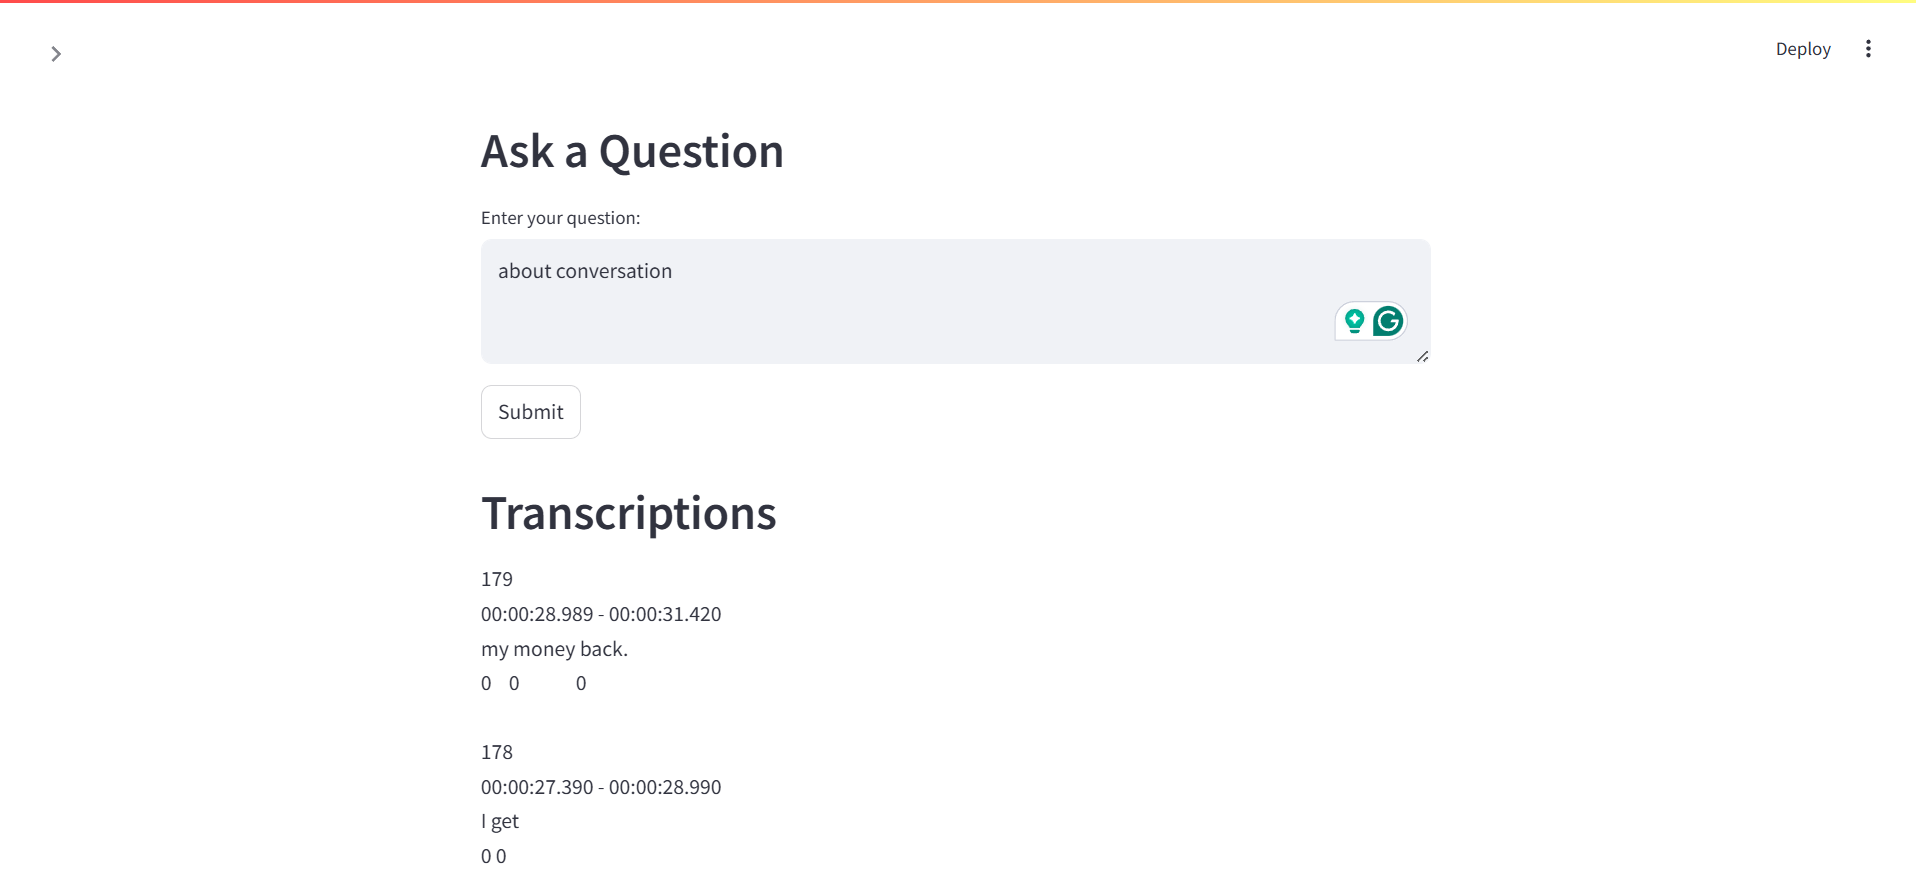 Deploy
Ask a Question
Enter your question:
about conversation
Submit
Transcriptions
179
00:00:28.989 - 00:00:31.420
my money back.
0 0 0
178
00:00:27.390 - 00:00:28.990
I get
0 0